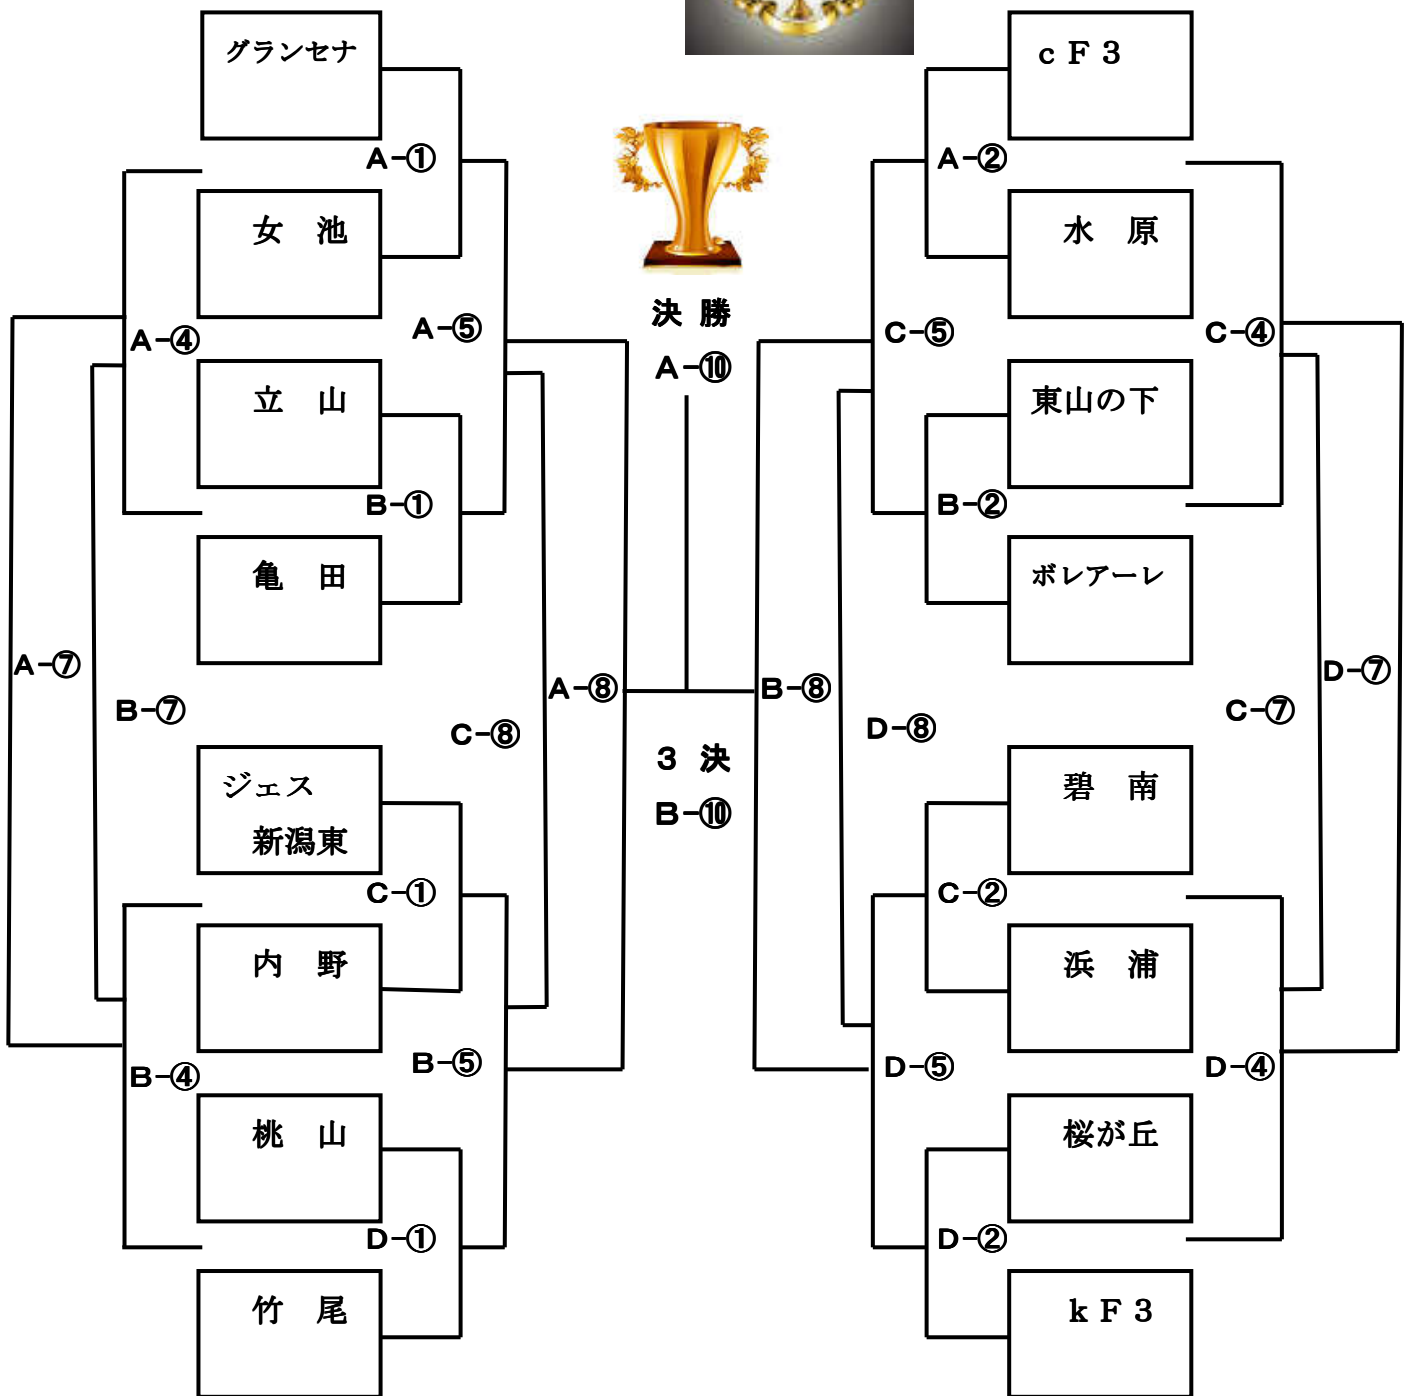 グランセナ
cF3
A-①
A-②
女 池
水 原
決 勝
A-④
A-⑤
C-⑤
C-④
A-⑩
立 山
東山の下
B-①
B-②
亀 田
ボレアーレ
A-⑦
D-⑦
A-⑧
B-⑧
B-⑦
C-⑦
C-⑧
D-⑧
3 決
ジェス
碧 南
B-⑩
新潟東
C-①
C-②
内 野
浜 浦
B-④
B-⑤
D-⑤
D-④
桃 山
桜が丘
D-①
D-②
竹 尾
kF3